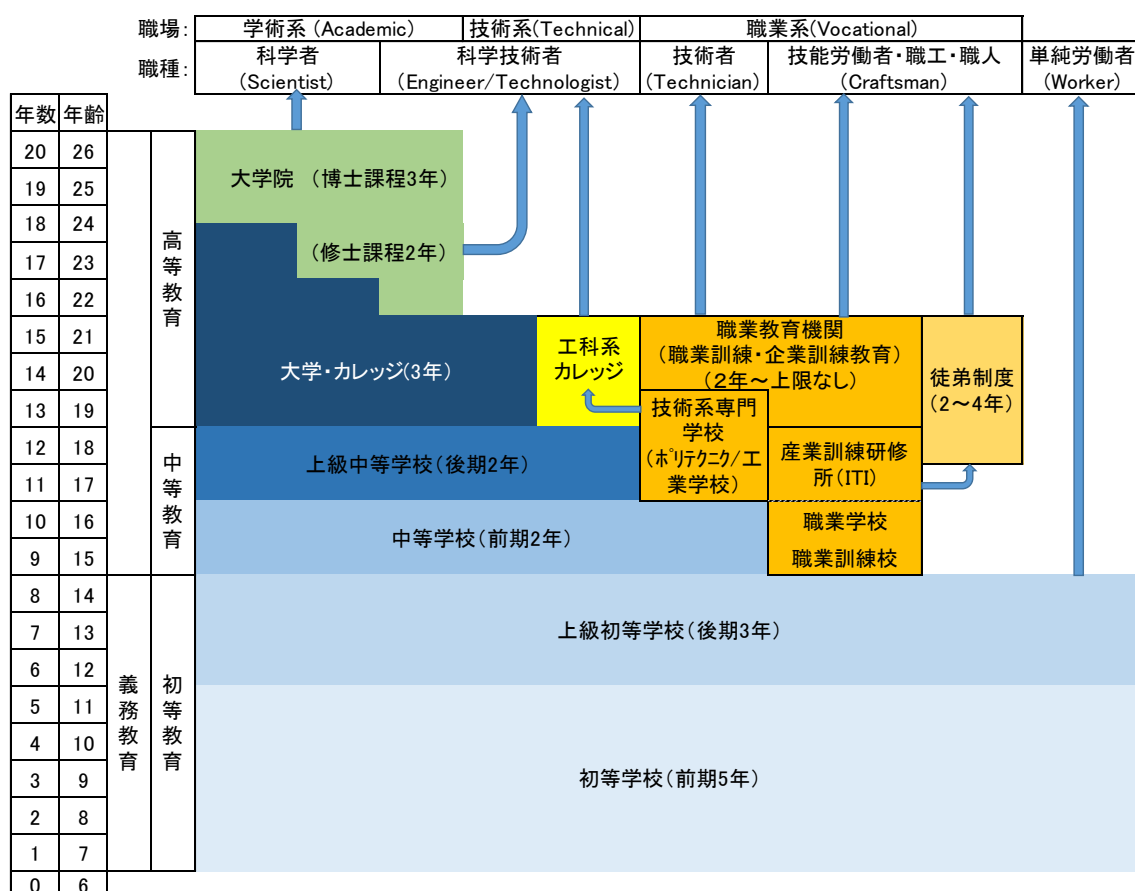 職場: 学術系 (Academic) 技術系(Technical) 職業系(Vocational)
職種: 科学者 科学技術者 技術者 技能労働者・職工・職人 単純労働者
(Scientist) (Engineer/Technologist) (Technician) (Craftsman) (Worker)
年数 年齢
20 26
19 25
18 24
17 23
16 22
15 21
14 20
13 19
12 18
11 17
10 16
9 15
8 14
7 13
6 12
5 11
4 10
3 9
2 8
1 7
0 6
高等教育
中等教育
義務教育
初等教育
大学院 (博士課程3年)
(修士課程2年)
大学・カレッジ(3年)
工科系
カレッジ
職業教育機関
(職業訓練・企業訓練教育)
(2年~上限なし)
徒弟制度
(2~4年)
技術系専門
学校
(ポリテクニク/工
業学校)
上級中等学校(後期2年)
産業訓練研修
所(ITI)
中等学校(前期2年)
職業学校
職業訓練校
上級初等学校(後期3年)
初等学校(前期5年)